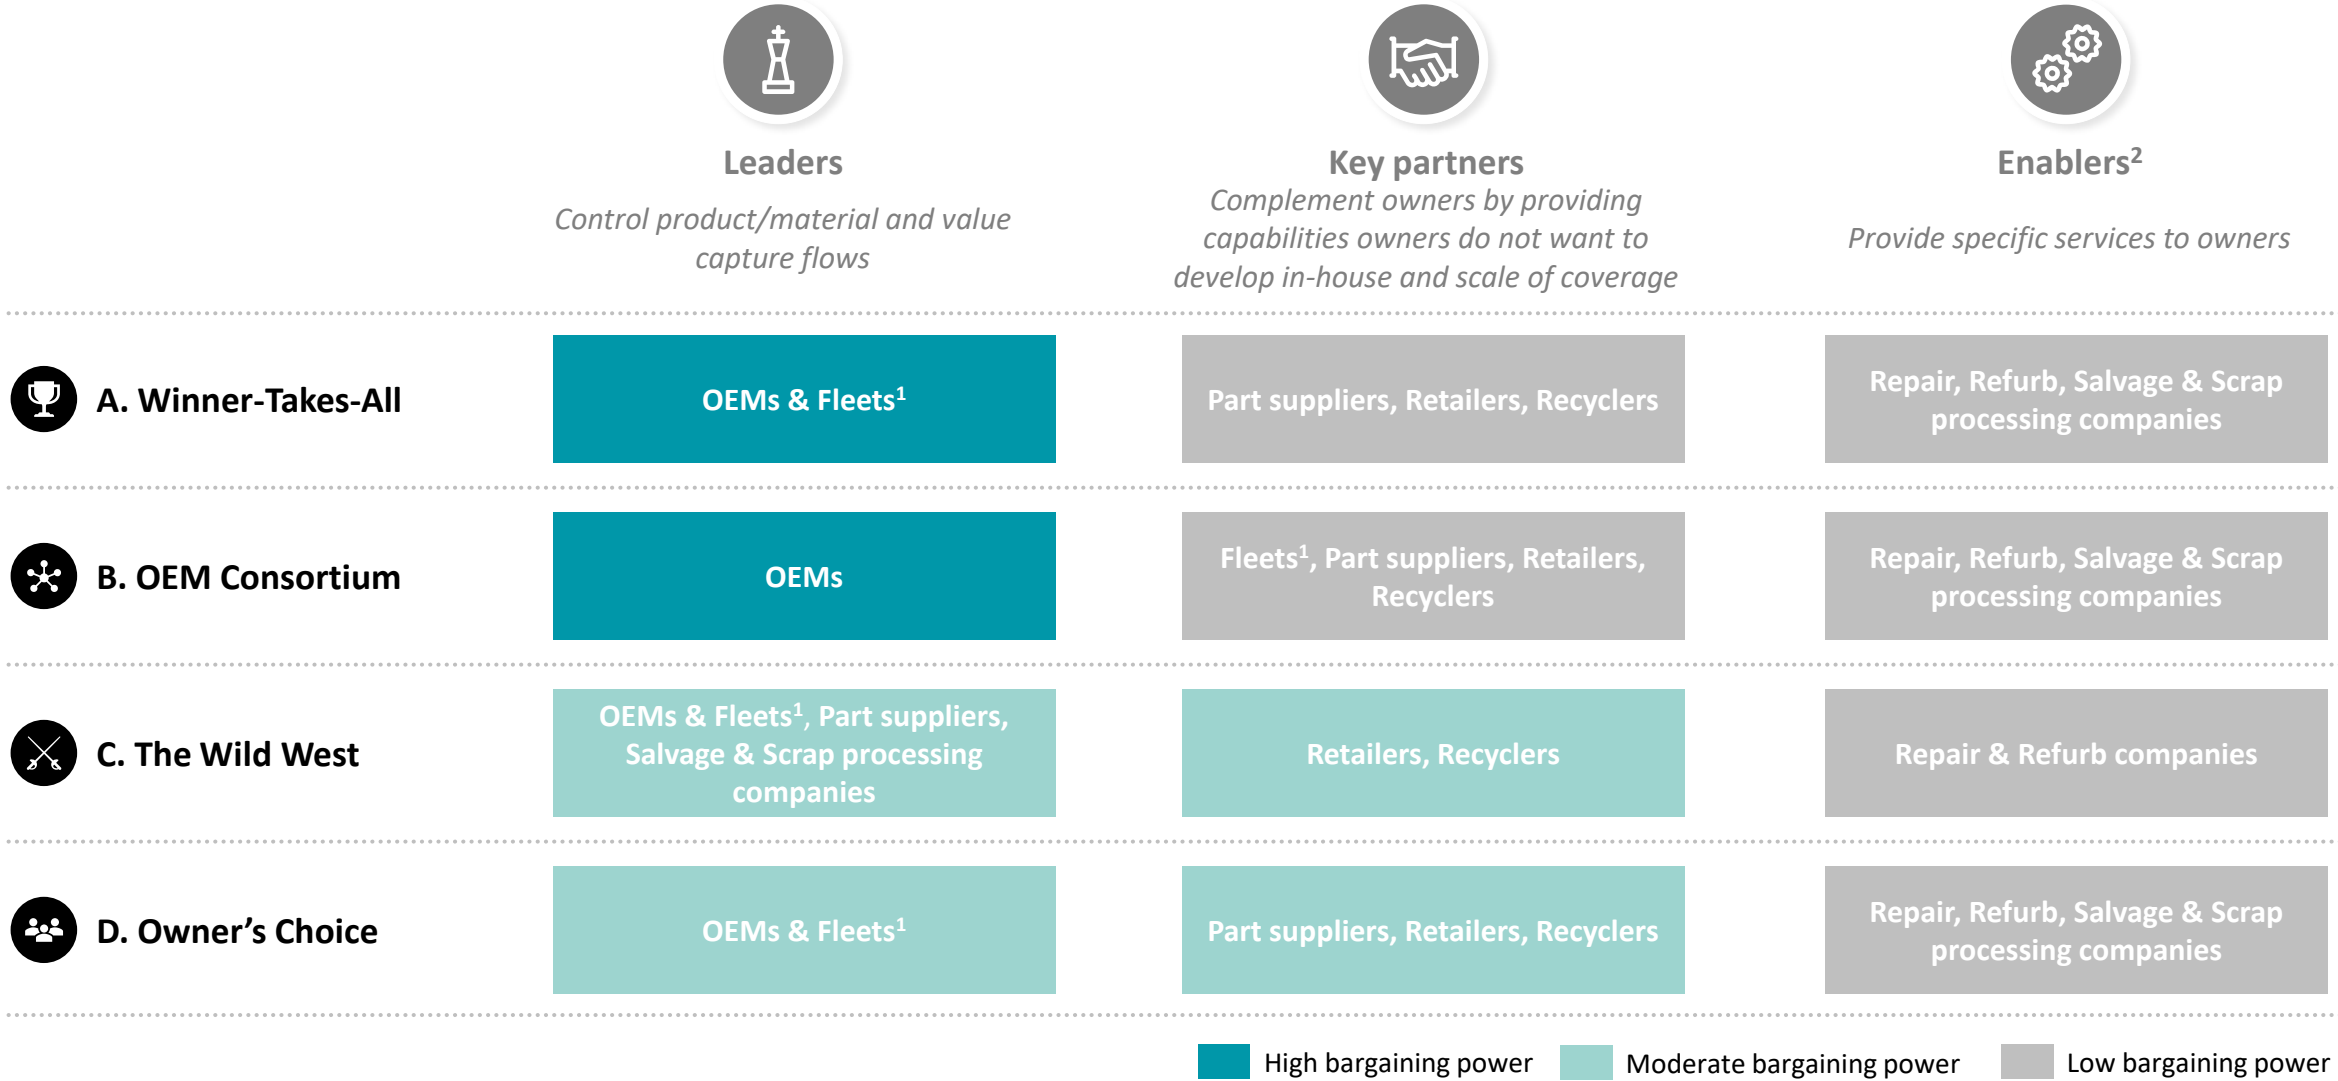 Leaders
Control product/material and value
capture flows
Key partners
Complement owners by providing
capabilities owners do not want to
develop in-house and scale of coverage
Enablers²
Provide specific services to owners
A. Winner-Takes-All
OEMs & Fleets¹
Part suppliers, Retailers, Recyclers
Repair, Refurb, Salvage & Scrap
processing companies
B. OEM Consortium
OEMs
Fleets¹, Part suppliers, Retailers,
Recyclers
Repair, Refurb, Salvage & Scrap
processing companies
C. The Wild West
OEMs & Fleets¹, Part suppliers,
Salvage & Scrap processing
companies
Retailers, Recyclers
Repair & Refurb companies
D. Owner’s Choice
OEMs & Fleets¹
Part suppliers, Retailers, Recyclers
Repair, Refurb, Salvage & Scrap
processing companies
High bargaining power
Moderate bargaining power
Low bargaining power